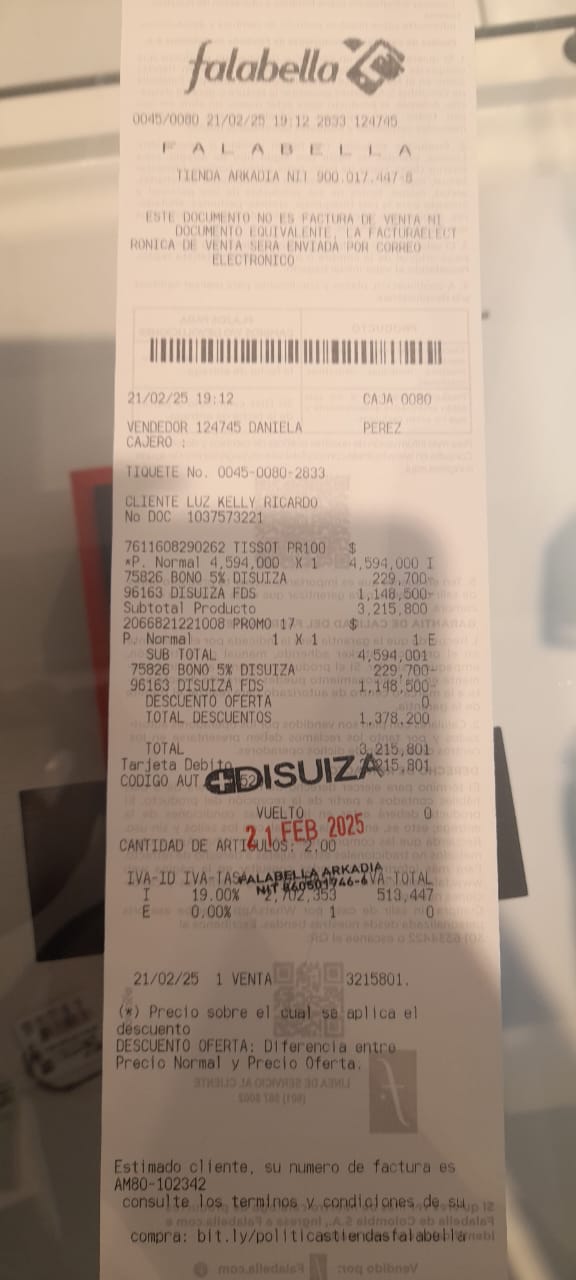 falabella
0045/0080 21/02/25 19:12 2833 124745
F A L A B E L L A
TIENDA ARKADIA NIT 900.017.447-8
ESTE DOCUMENTO NO ES FACTURA DE VENTA NI
DOCUMENTO EQUIVALENTE, LA FACTURAELECT
RONICA DE VENTA SERA ENVIADA POR CORREO
ELECTRONICO
21/02/25 19:12 CAJA 0080
VENDEDOR 124745 DANIELA PEREZ
CAJERO :
TIQUETE No. 0045-0080-2833
CLIENTE LUZ KELLY RICARDO
No DOC 1037573221
7611608290262 TISSOT PR100 $
*P. Normal 4,594,000 X 1 4,594,000 I
75826 BONO 5% DISUIZA 229,700-
96163 DISUIZA FDS 1,148,500-
Subtotal Producto 3,215,800
2066821221008 PROMO 17 $
P. Normal 1 X 1 1 E
SUB TOTAL 4,594,001
75826 BONO 5% DISUIZA 229,700-
96163 DISUIZA FDS 1,148,500-
DESCUENTO OFERTA 0
TOTAL DESCUENTOS 1,378,200
TOTAL 3,215,801
Tarjeta Debito 3,215,801
CODIGO AUT
DISUIZA
VUELTO 0
21 FEB 2025
CANTIDAD DE ARTICULOS: 2.00
FALABELLA ARKADIA
NIT 860501746-6
IVA-ID IVA-TASA IVA-TOTAL
I 19.00% 2,702,353 513,447
E 0.00% 1 0
21/02/25 1 VENTA 3215801.
(*) Precio sobre el cual se aplica el
descuento
DESCUENTO OFERTA: Diferencia entre
Precio Normal y Precio Oferta.
Estimado cliente, su numero de factura es
AM80-102342
consulte los terminos y condiciones de su
compra: bit.ly/politicastiendasfalabella